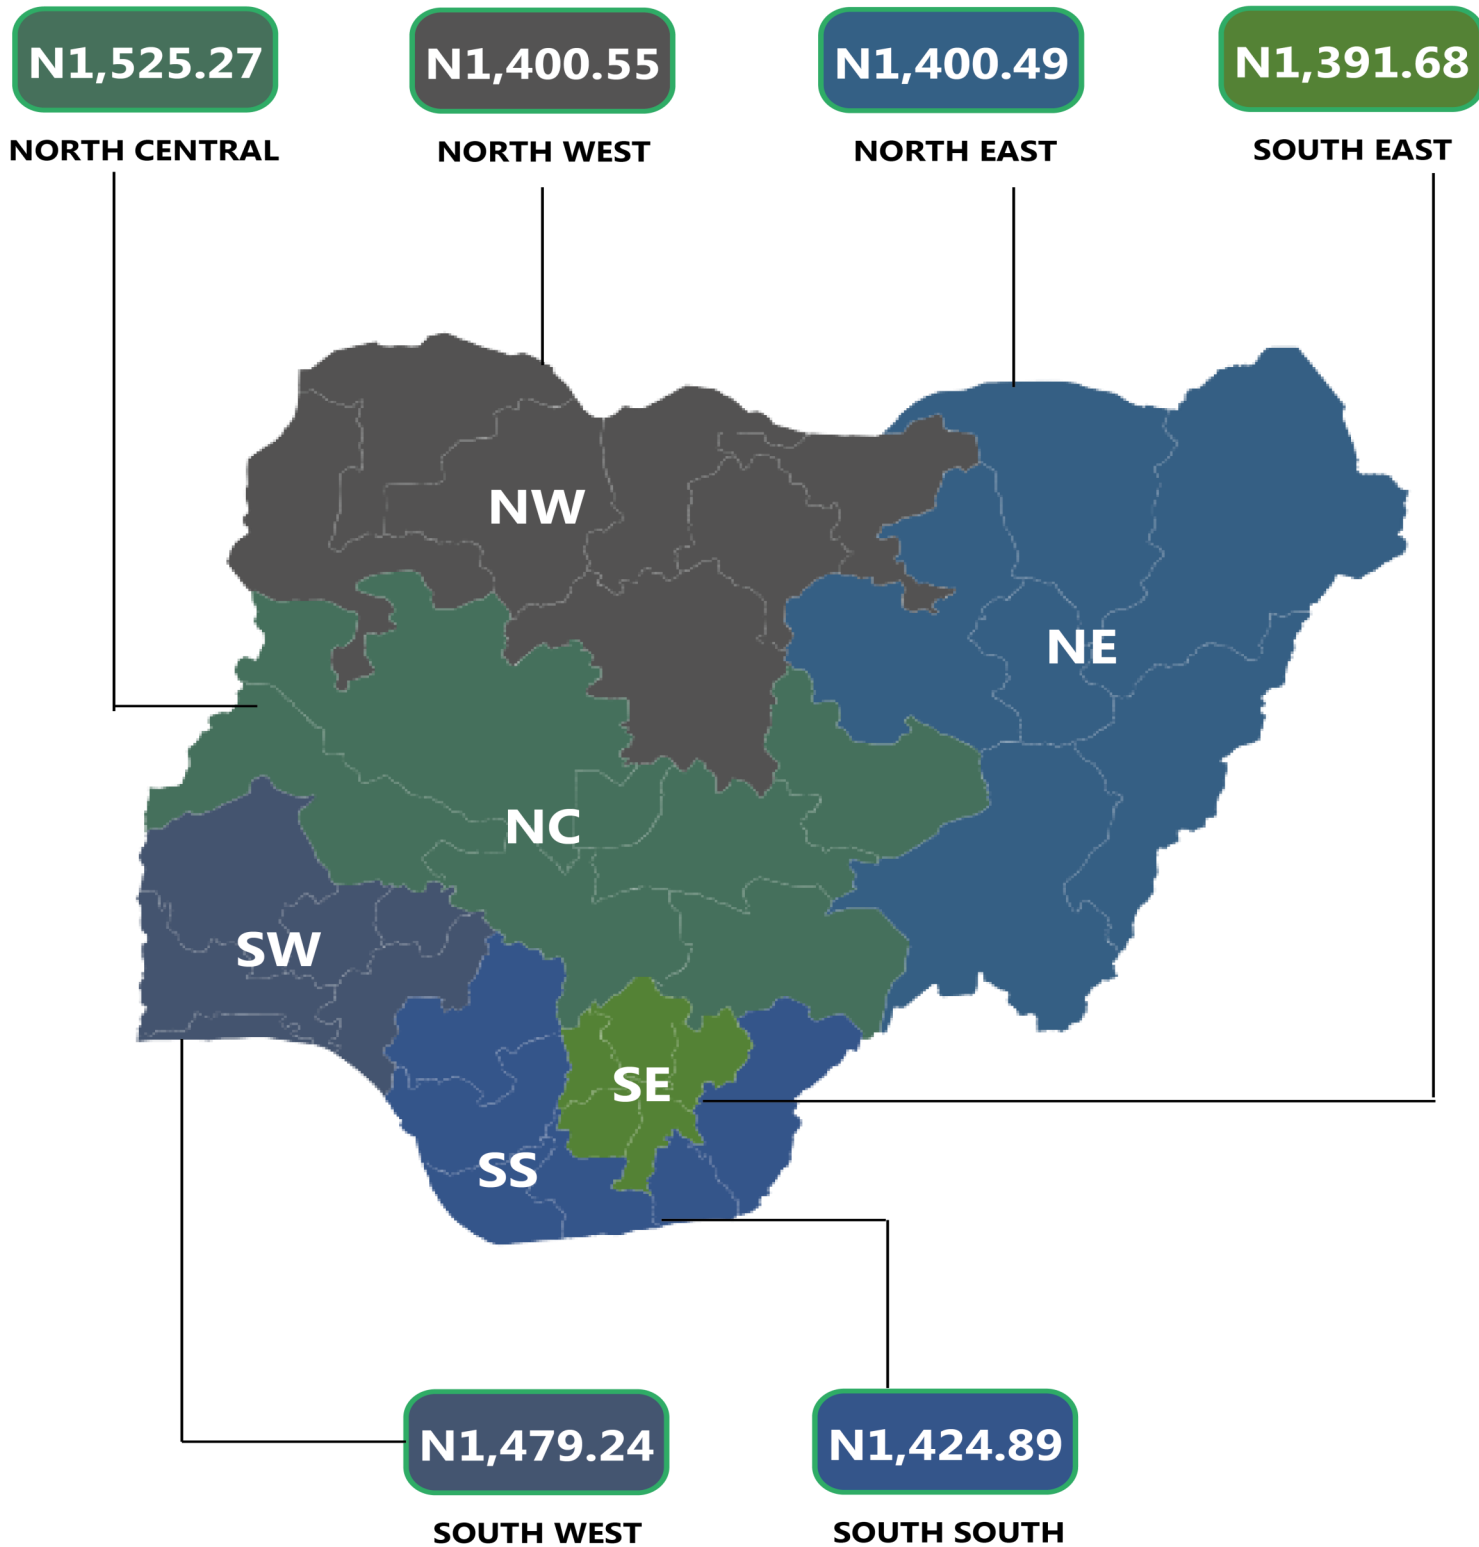 N1,525.27
NORTH CENTRAL
N1,400.55
NORTH WEST
N1,400.49
NORTH EAST
N1,391.68
SOUTH EAST
NW
NE
NC
SW
SE
SS
N1,479.24
SOUTH WEST
N1,424.89
SOUTH SOUTH